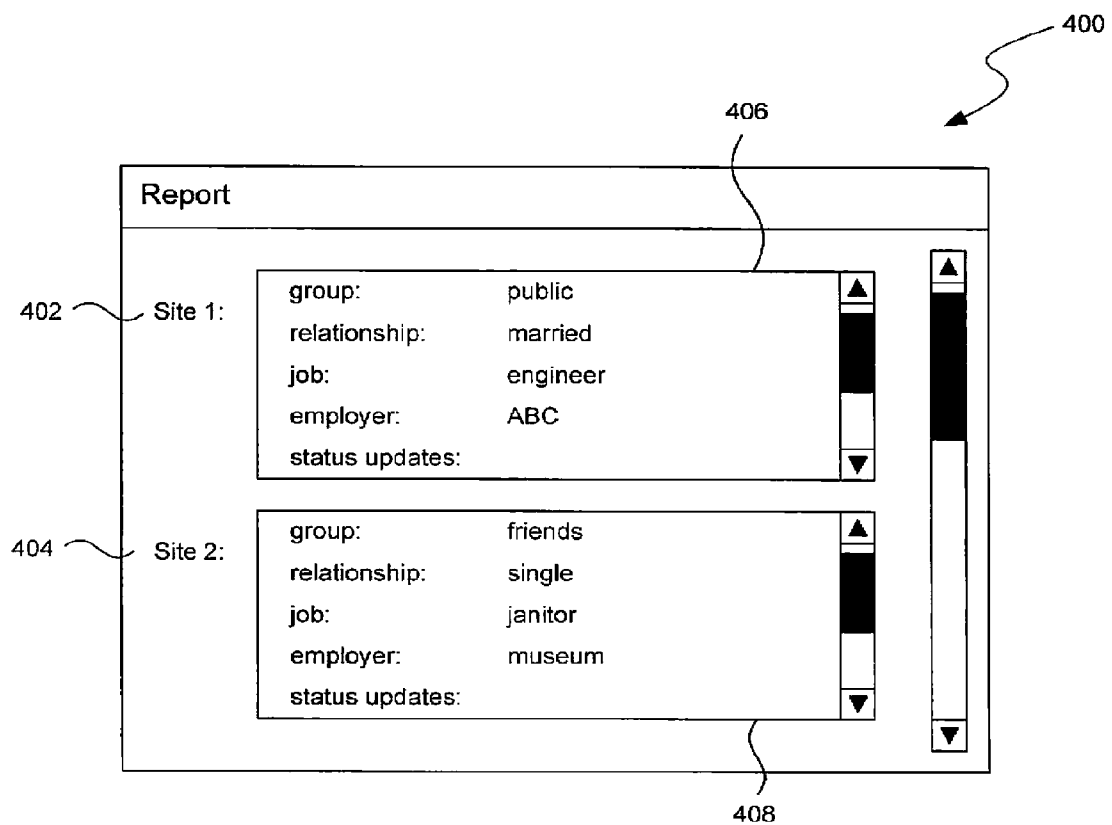 400
406
Report
402 Site 1:
group: public
relationship: married
job: engineer
employer: ABC
status updates:
404 Site 2:
group: friends
relationship: single
job: janitor
employer: museum
status updates:
408